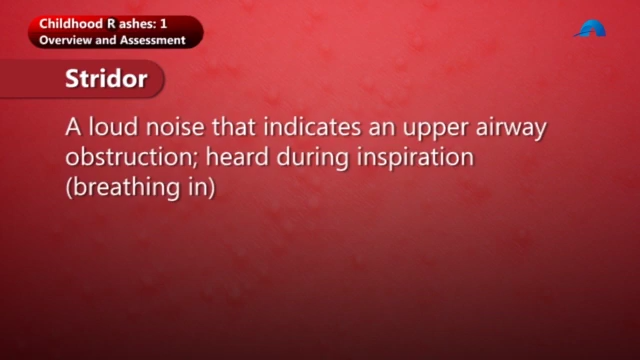 Childhood R ashes: 1
Overview and Assessment
Stridor
A loud noise that indicates an upper airway
obstruction; heard during inspiration
(breathing in)